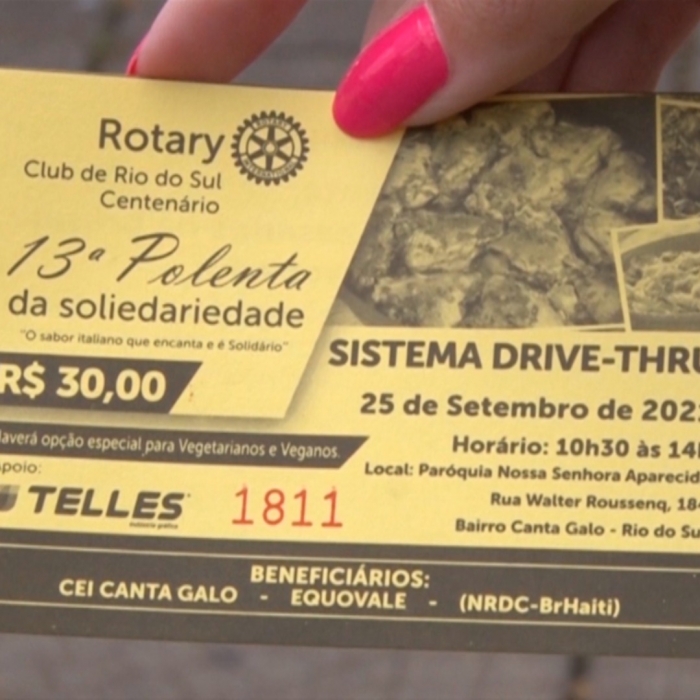 Rotary
Club de Rio do Sul
Centenário
13ª Polenta
da soliedariedade
"O sabor italiano que encanta e é Solidário"
R$ 30,00
opção especial para Vegetarianos e Veganos.
TELLES
1811
SISTEMA DRIVE-THRU
25 de Setembro de
Horário: 10h30 às
Local: Paróquia Nossa Senhora
Rua Walter Roussenq,
Bairro Canta Galo - Rio do
BENEFICIÁRIOS:
CEI CANTA GALO - EQUOVALE - (NRDC-BrHaiti)